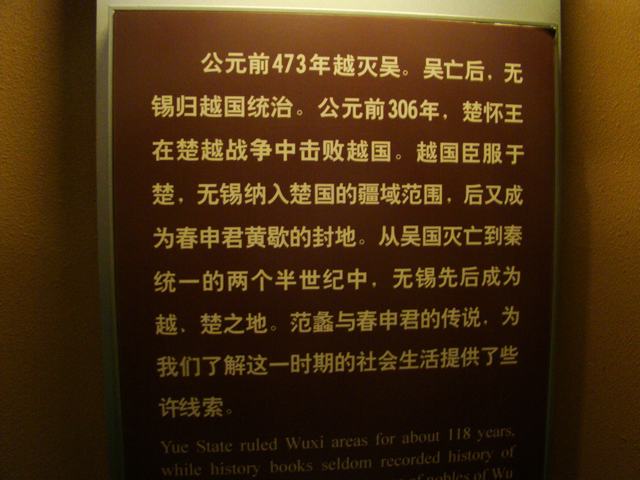 公元前473年越灭吴。吴亡后，无
锡归越国统治。公元前306年，楚怀王
在楚越战争中击败越国。越国臣服于
楚，无锡纳入楚国的疆域范围，后又成
为春申君黄歇的封地。从吴国灭亡到秦
统一的两个半世纪中，无锡先后成为
越、楚之地。范蠡与春申君的传说，为
我们了解这一时期的社会生活提供了些
许线索。
Yue State ruled Wuxi areas for about 118 years,
while history books seldom recorded history of
of nobles of Wu